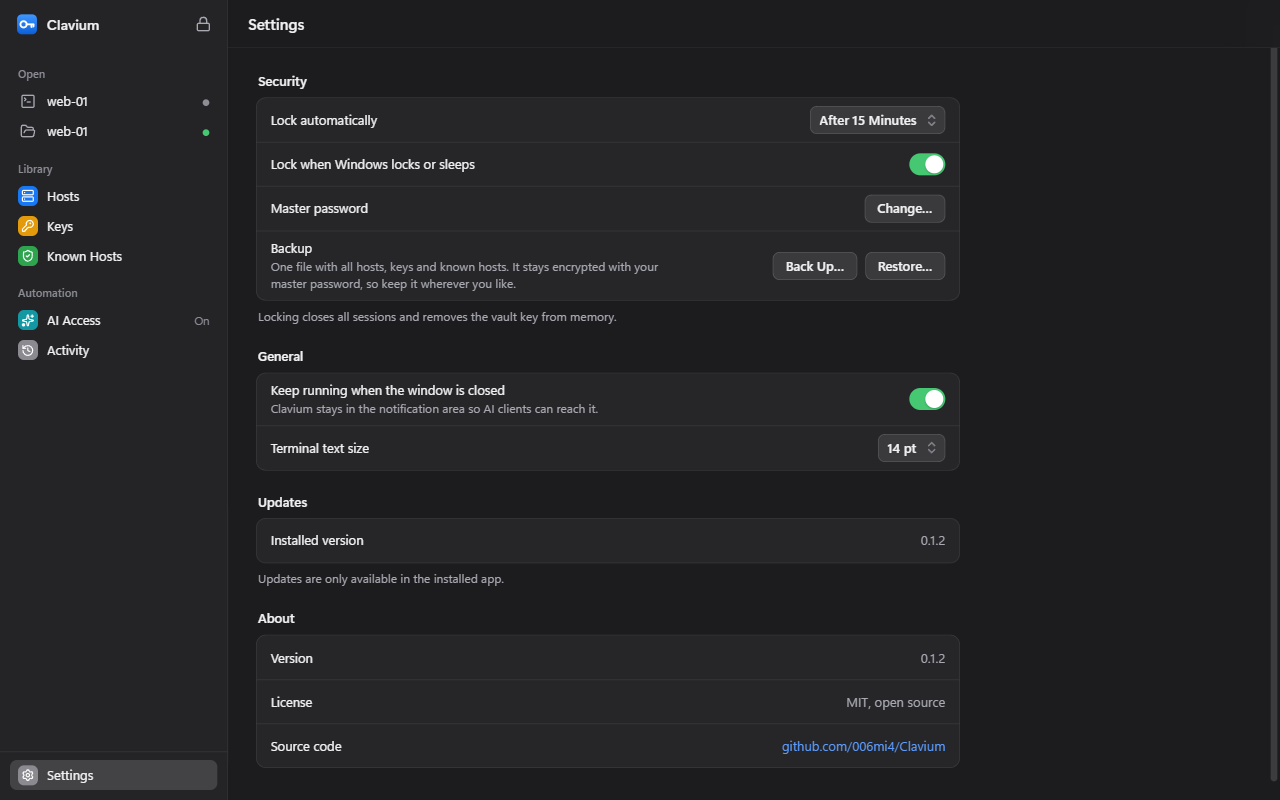 Clavium
Settings
Open
web-01
web-01
Library
Hosts
Keys
Known Hosts
Automation
AI Access On
Activity
Settings
Security
Lock automatically After 15 Minutes
Lock when Windows locks or sleeps
Master password Change...
Backup
One file with all hosts, keys and known hosts. It stays encrypted with your
master password, so keep it wherever you like.
Back Up... Restore...
Locking closes all sessions and removes the vault key from memory.
General
Keep running when the window is closed
Clavium stays in the notification area so AI clients can reach it.
Terminal text size 14 pt
Updates
Installed version 0.1.2
Updates are only available in the installed app.
About
Version 0.1.2
License MIT, open source
Source code github.com/006mi4/Clavium